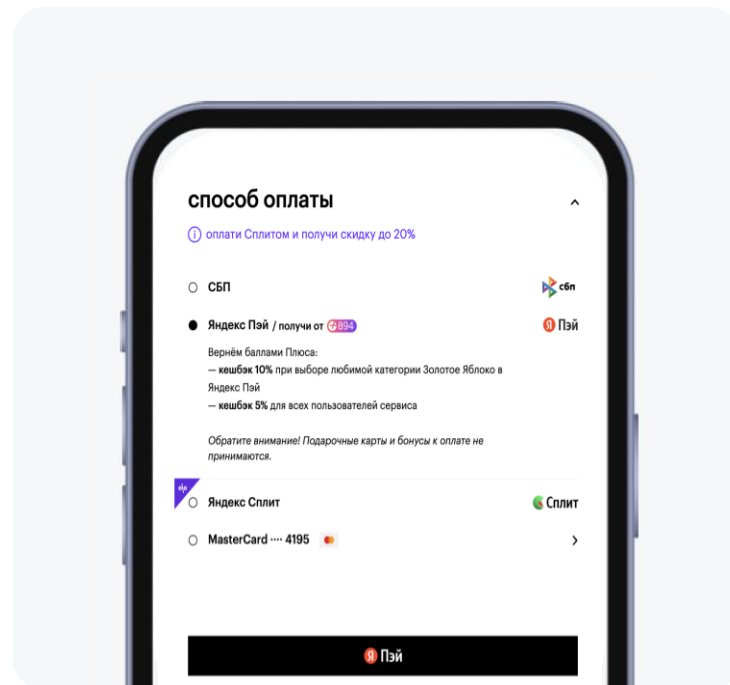 способ оплаты
оплати Сплитом и получи скидку до 20%
СБП
сбп
Яндекс Пэй / получи от 894
Я Пэй
Вернём баллами Плюса:
— кешбэк 10% при выборе любимой категории Золотое Яблоко в
Яндекс Пэй
— кешбэк 5% для всех пользователей сервиса
Обратите внимание! Подарочные карты и бонусы к оплате не
принимаются.
%
Яндекс Сплит
Сплит
MasterCard ···· 4195
Я Пэй